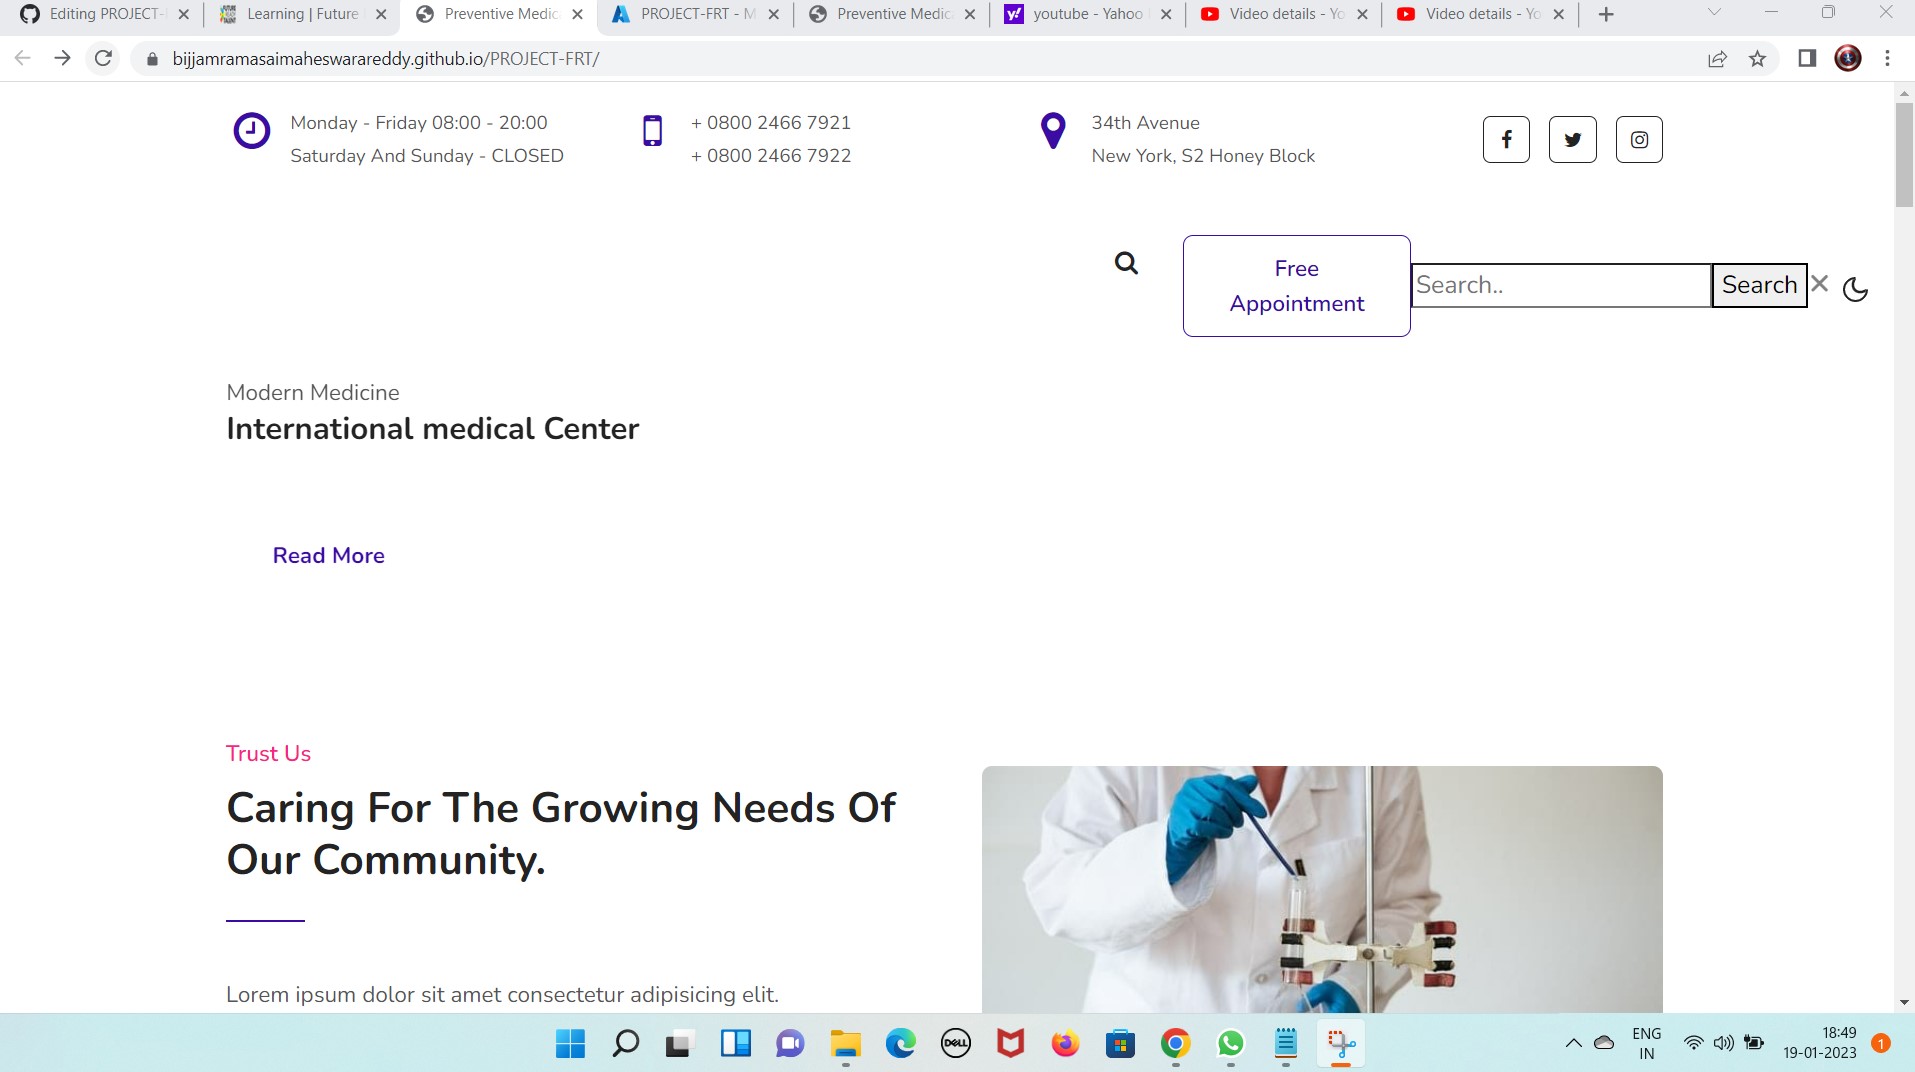 Editing PROJECT-
Learning | Future
Preventive Medic
PROJECT-FRT - M
Preventive Medic
y! youtube - Yahoo
Video details - Yo
Video details - Yo
bijjamramasaimaheswarareddy.github.io/PROJECT-FRT/
Monday - Friday 08:00 - 20:00
Saturday And Sunday - CLOSED
+ 0800 2466 7921
+ 0800 2466 7922
34th Avenue
New York, S2 Honey Block
Free
Appointment
Search..
Search
Modern Medicine
International medical Center
Read More
Trust Us
Caring For The Growing Needs Of
Our Community.
Lorem ipsum dolor sit amet consectetur adipisicing elit.
DELL
ENG
IN
18:49
19-01-2023
1